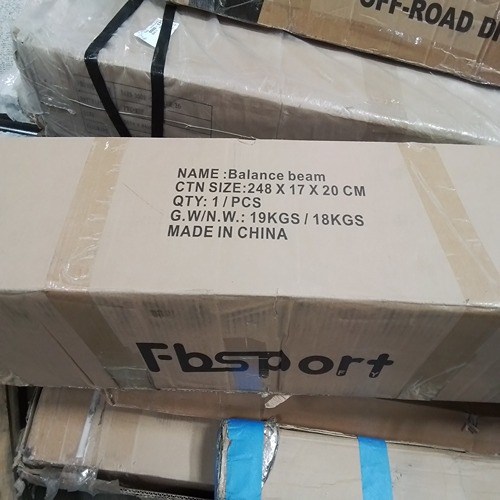 OFF-ROAD
NAME :Balance beam
CTN SIZE:248 X 17 X 20 CM
QTY: 1 / PCS
G.W/N.W.: 19KGS / 18KGS
MADE IN CHINA
Fbsport